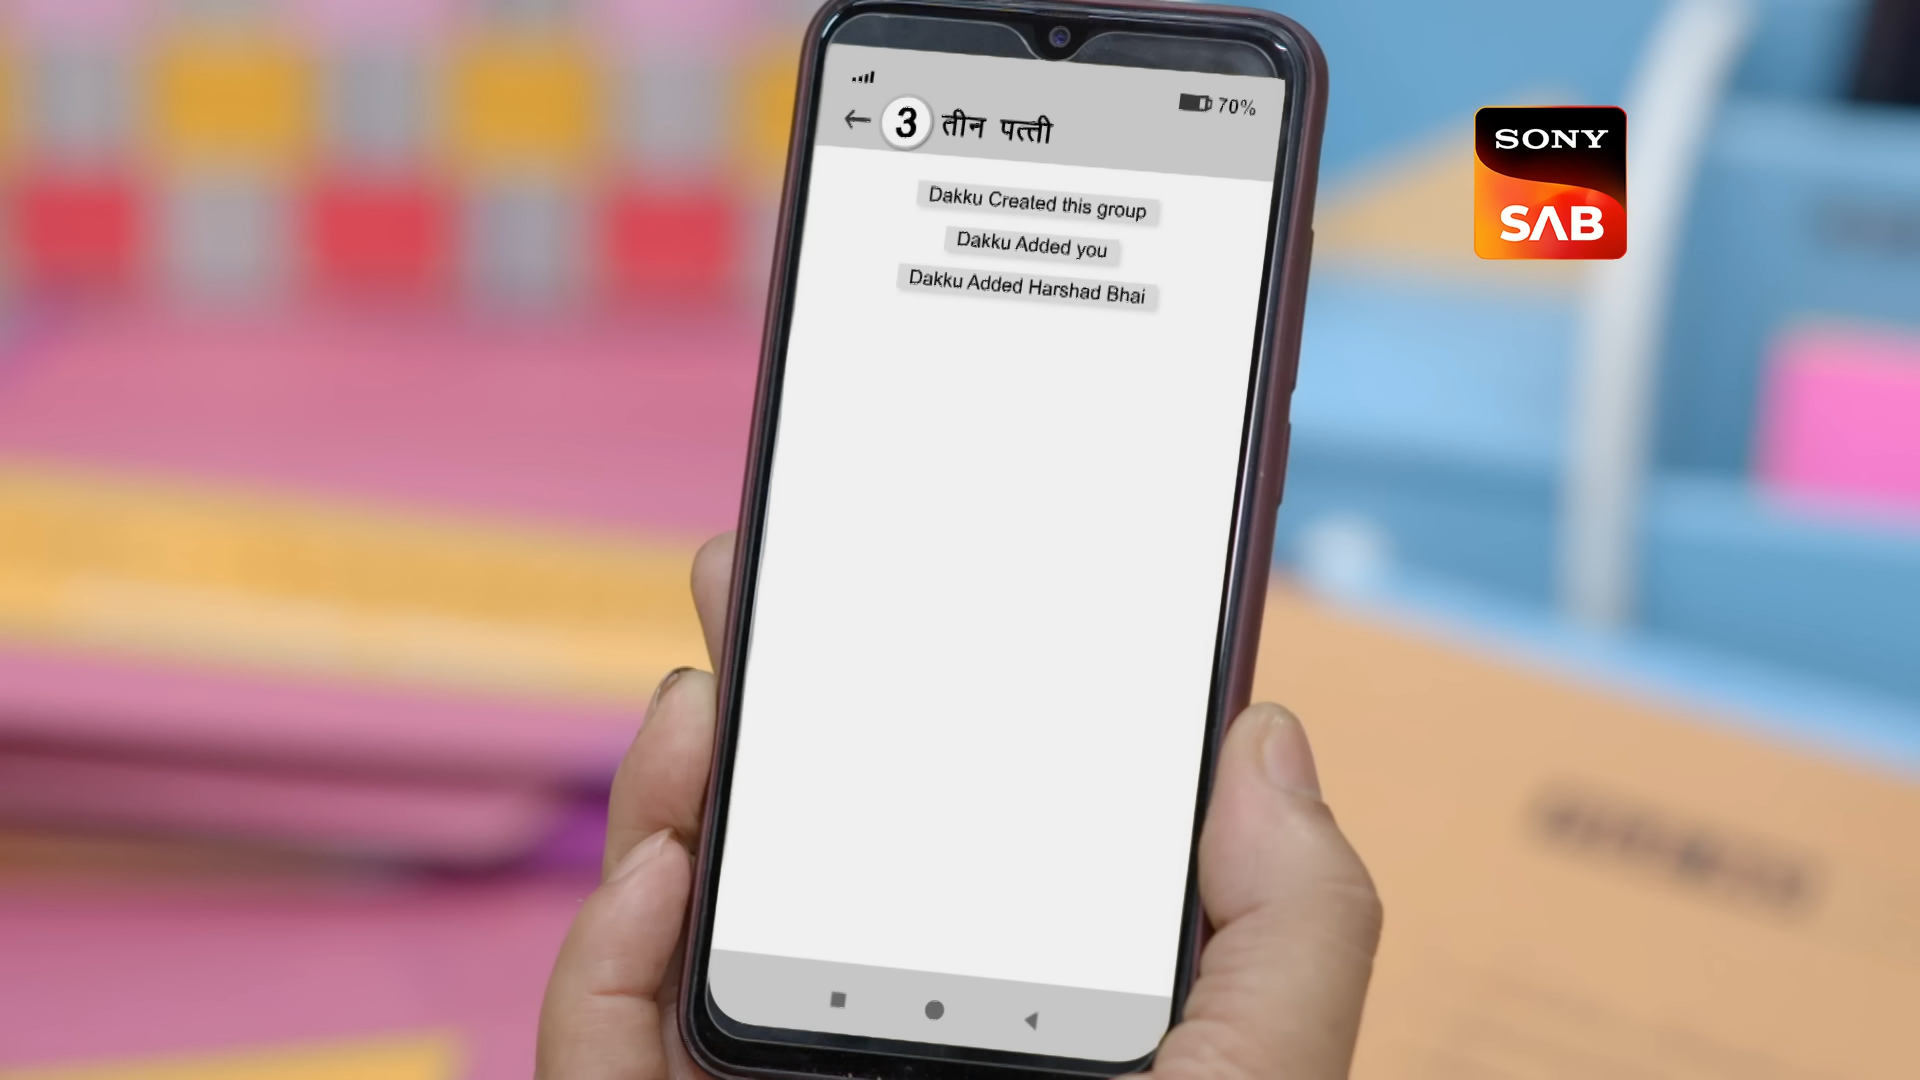 70%
3 तीन पत्ती
Dakku Created this group
Dakku Added you
Dakku Added Harshad Bhai
SONY
SAB